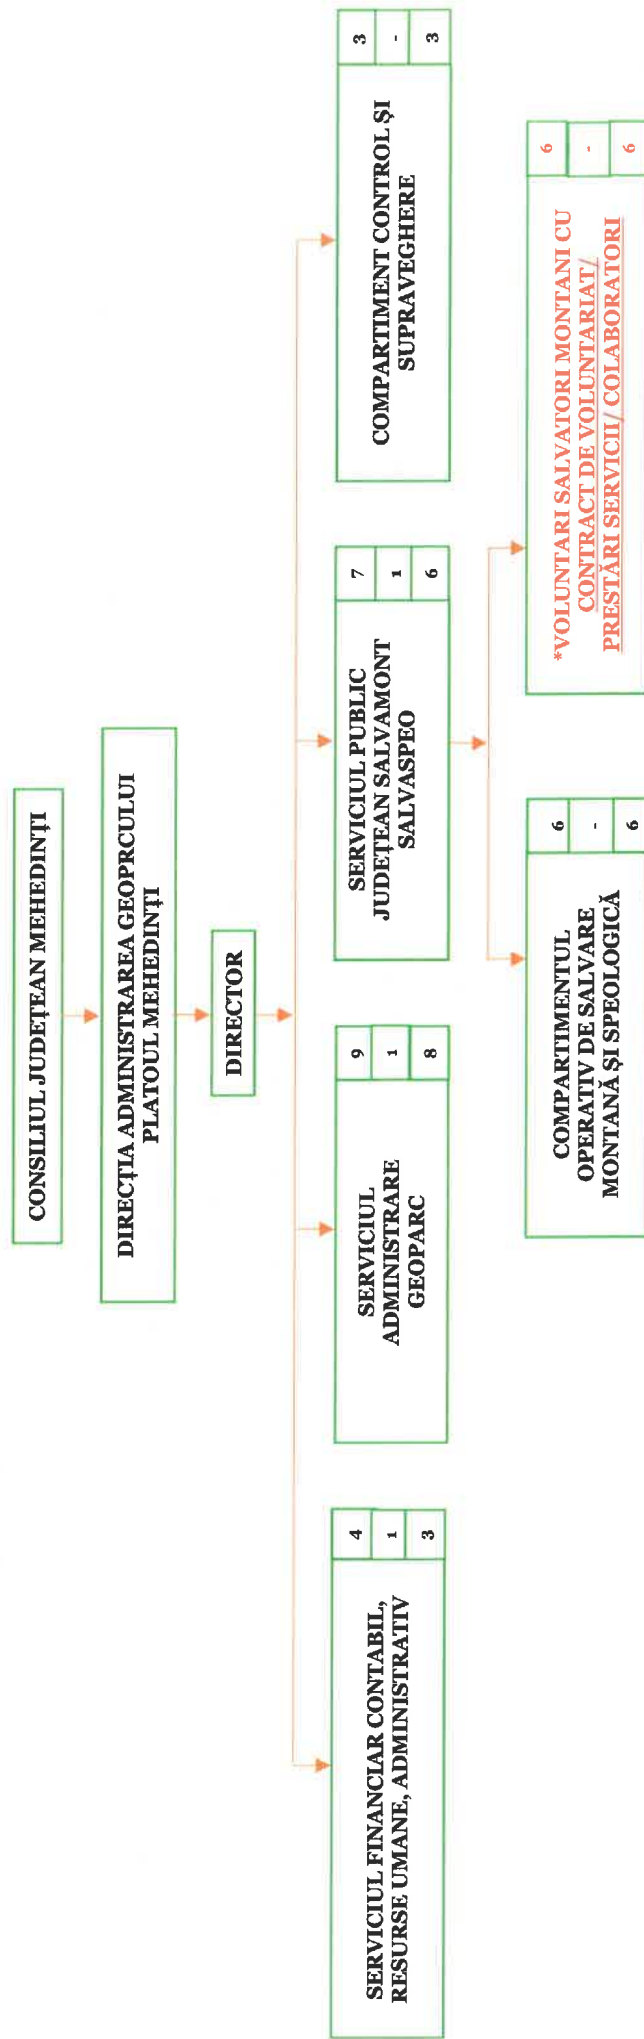 CONSILIUL JUDEȚEAN MEHEDINȚI
DIRECȚIA ADMINISTRAREA GEOPRCULUI
PLATOUL MEHEDINȚI
DIRECTOR
SERVICIUL FINANCIAR CONTABIL,
RESURSE UMANE, ADMINISTRATIV
4
1
3
SERVICIUL
ADMINISTRARE
GEOPARC
9
1
8
SERVICIUL PUBLIC
JUDEȚEAN SALVAMONT
SALVASPEO
7
1
6
COMPARTIMENT CONTROL ȘI
SUPRAVEGHERE
3
-
3
COMPARTIMENTUL
OPERATIV DE SALVARE
MONTANĂ ȘI SPEOLOGICĂ
6
-
6
*VOLUNTARI SALVATORI MONTANI CU
CONTRACT DE VOLUNTARIAT/
PRESTĂRI SERVICII/ COLABORATORI
6
-
6